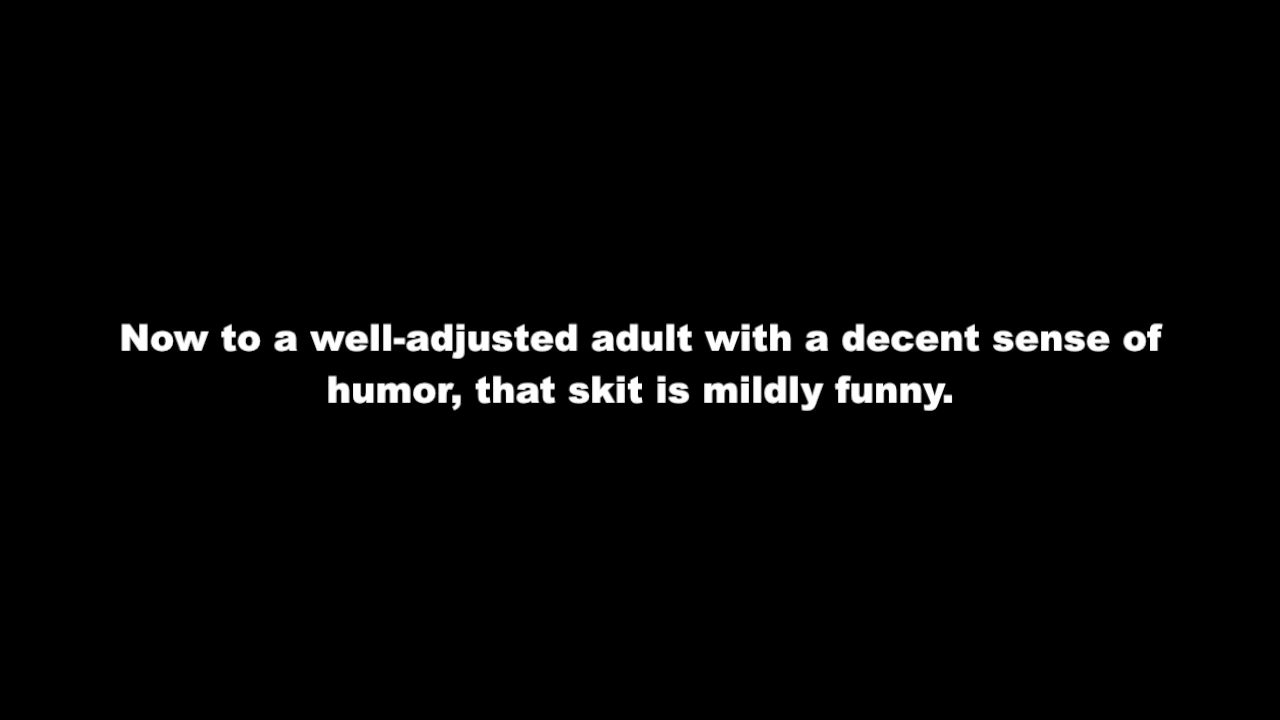 Now to a well-adjusted adult with a decent sense of
humor, that skit is mildly funny.